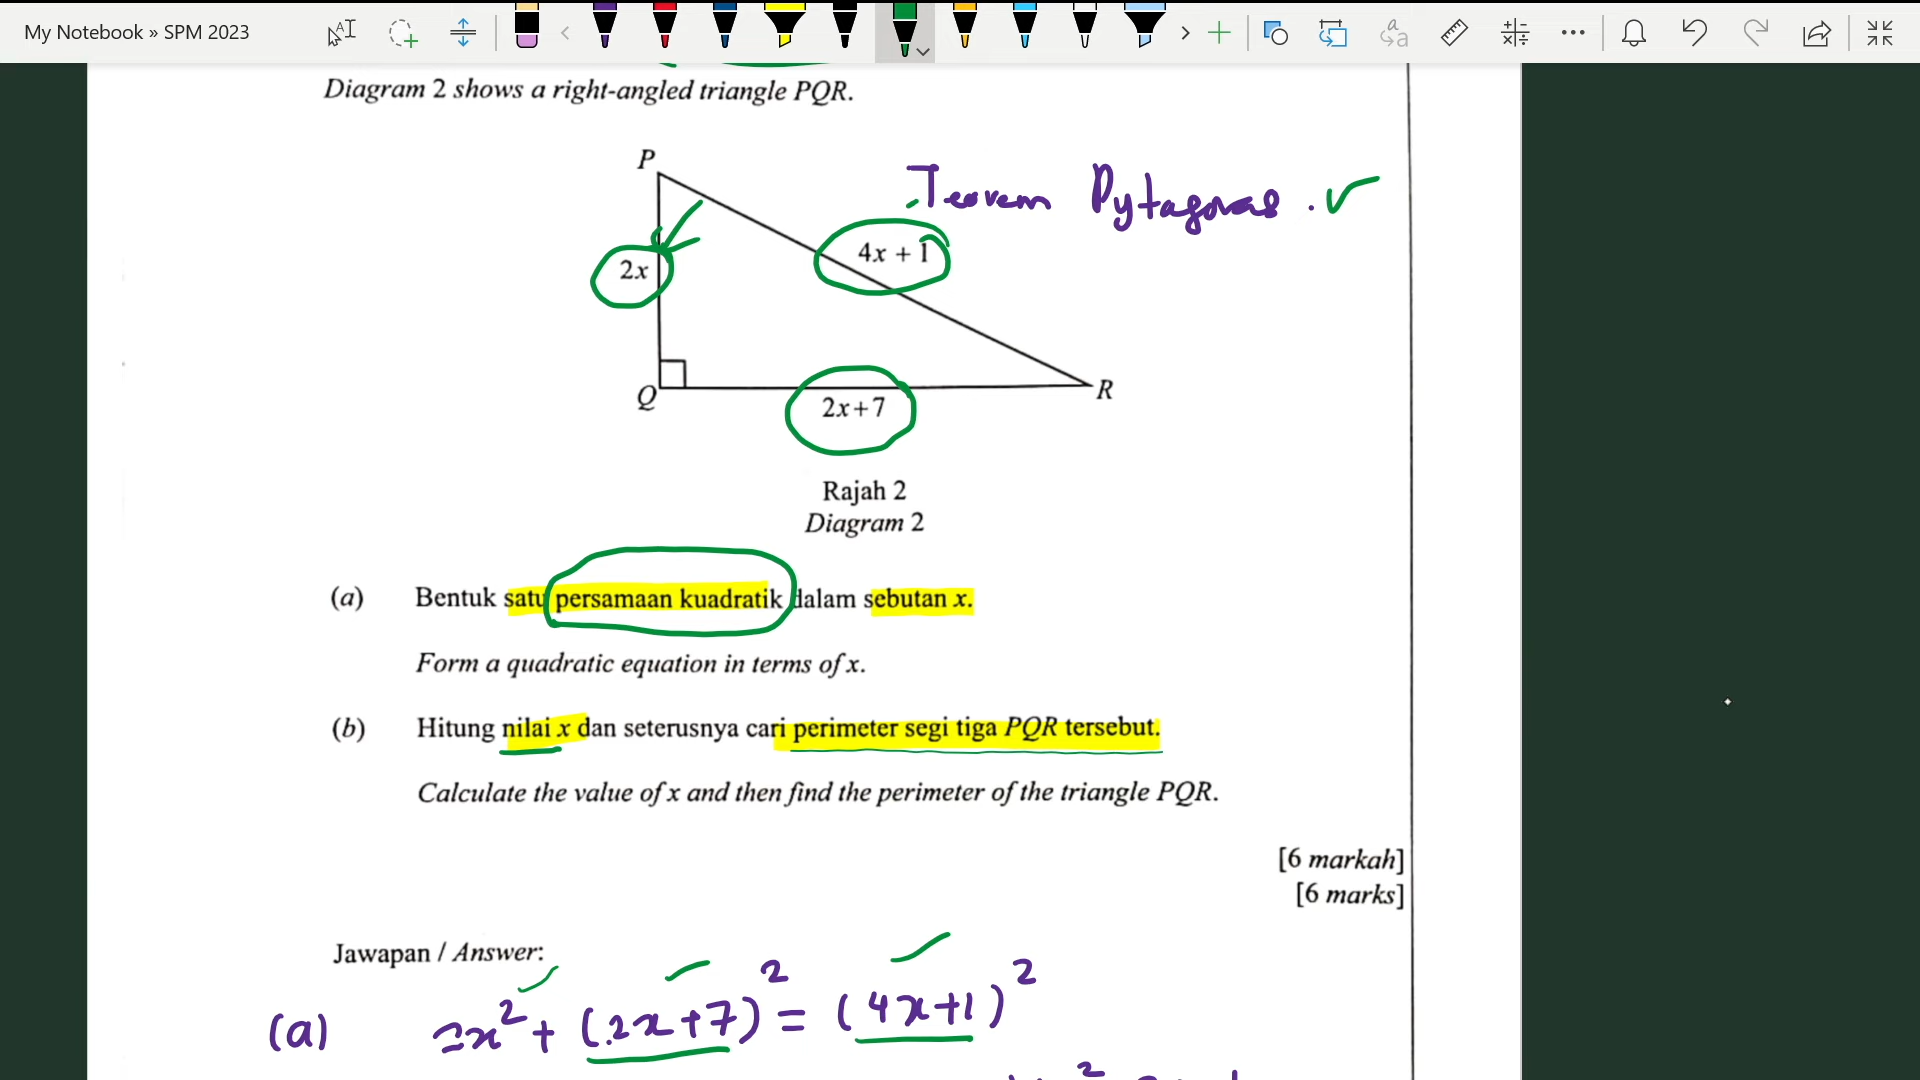 My Notebook » SPM 2023
Diagram 2 shows a right-angled triangle PQR.
P
Teorem Pytagoras.
4x + 1
2x
Q
R
2x+7
Rajah 2
Diagram 2
(a) Bentuk satu persamaan kuadratik dalam sebutan x.
Form a quadratic equation in terms of x.
(b) Hitung nilai x dan seterusnya cari perimeter segi tiga PQR tersebut.
Calculate the value of x and then find the perimeter of the triangle PQR.
[6 markah]
[6 marks]
Jawapan / Answer:
(a) 2x² + (2x+7)² = (4x+1)²